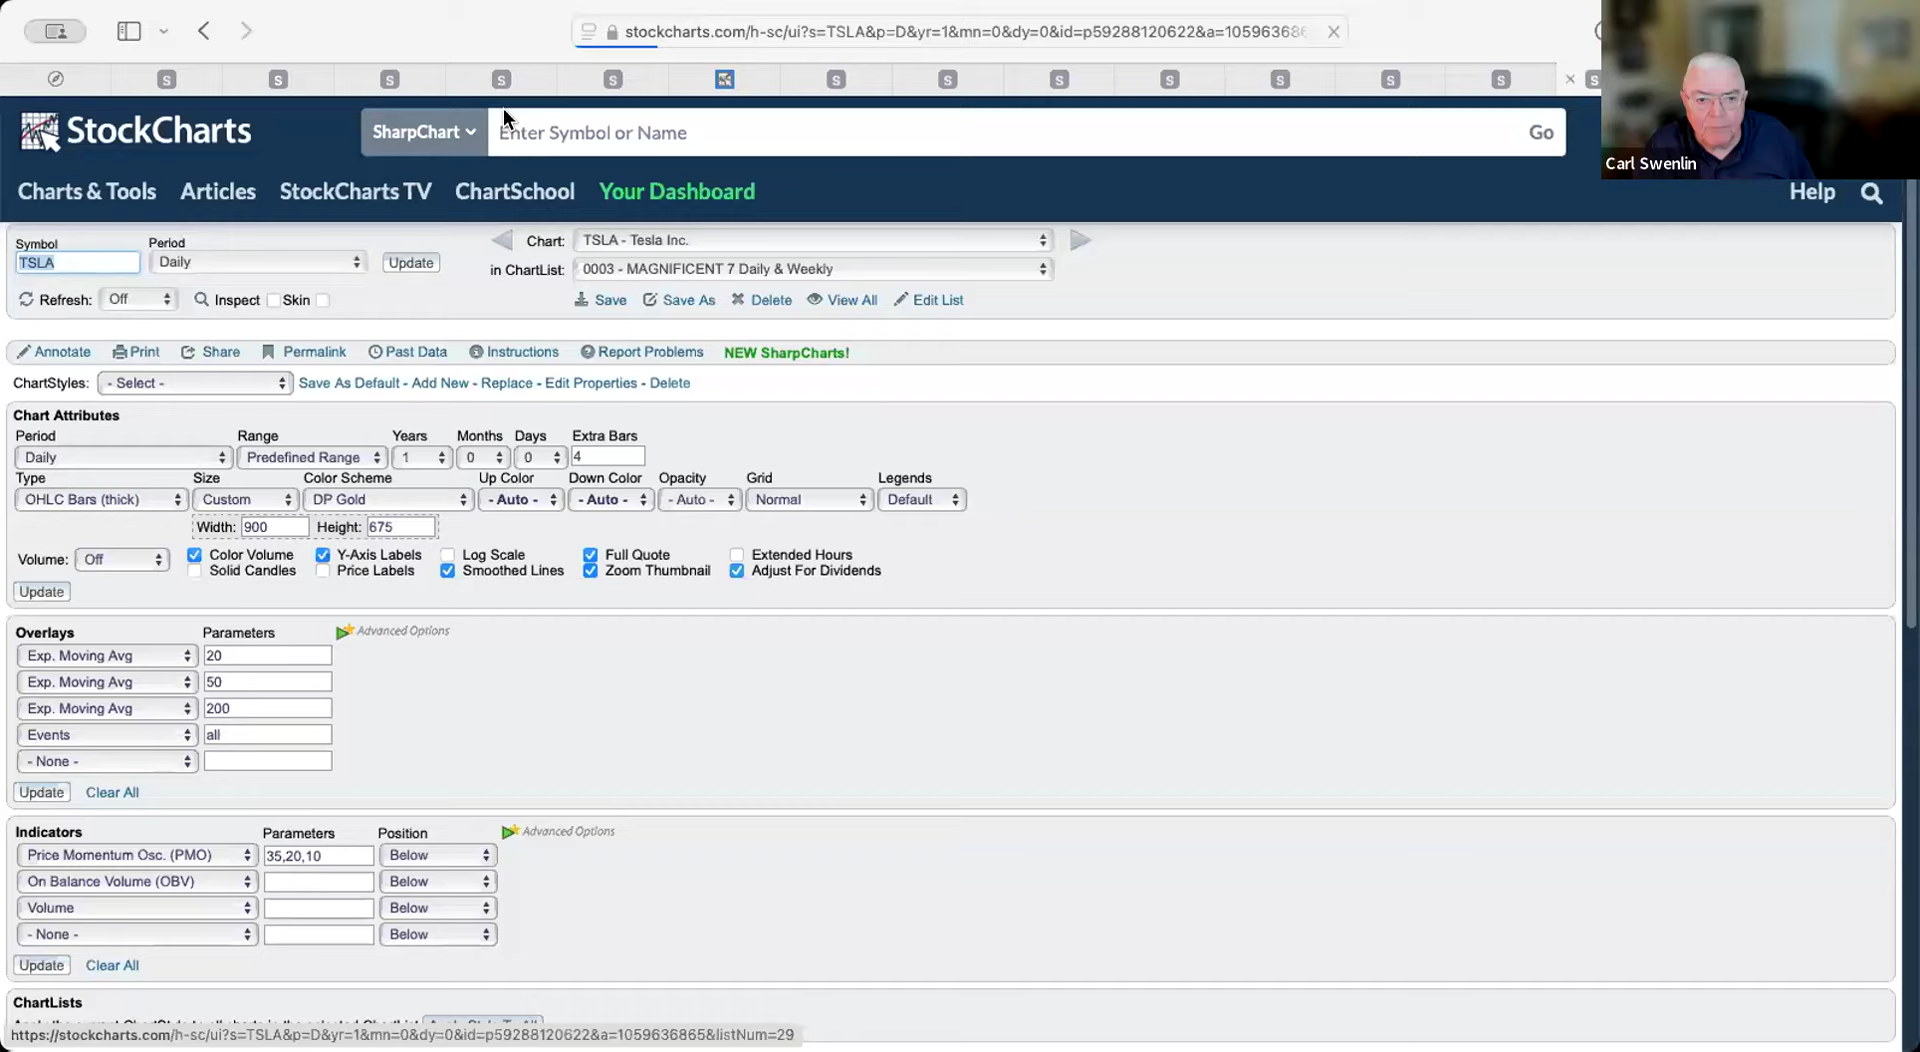 stockcharts.com/h-sc/ui?s=TSLA&p=D&yr=1&mn=0&dy=0&id=p59288120622&a=10596368
S S S S S S S S S S S S S
StockCharts
SharpChart
Enter Symbol or Name
Go
Carl Swenlin
Charts & Tools Articles StockCharts TV ChartSchool Your Dashboard Help
Symbol Period
TSLA Daily Update
Chart: TSLA - Tesla Inc.
in ChartList: 0003 - MAGNIFICENT 7 Daily & Weekly
Refresh: Off Inspect Skin
Save Save As Delete View All Edit List
Annotate Print Share Permalink Past Data Instructions Report Problems NEW SharpCharts!
ChartStyles: - Select - Save As Default - Add New - Replace - Edit Properties - Delete
Chart Attributes
Period Range Years Months Days Extra Bars
Daily Predefined Range 1 0 0 4
Type Size Color Scheme Up Color Down Color Opacity Grid Legends
OHLC Bars (thick) Custom DP Gold - Auto - - Auto - - Auto - Normal Default
Width: 900 Height: 675
Volume: Off
Color Volume Y-Axis Labels Log Scale Full Quote Extended Hours
Solid Candles Price Labels Smoothed Lines Zoom Thumbnail Adjust For Dividends
Update
Overlays Parameters Advanced Options
Exp. Moving Avg 20
Exp. Moving Avg 50
Exp. Moving Avg 200
Events all
- None -
Update Clear All
Indicators Parameters Position Advanced Options
Price Momentum Osc. (PMO) 35,20,10 Below
On Balance Volume (OBV) Below
Volume Below
- None - Below
Update Clear All
ChartLists
https://stockcharts.com/h-sc/ui?s=TSLA&p=D&yr=1&mn=0&dy=0&id=p59288120622&a=1059636865&listNum=29